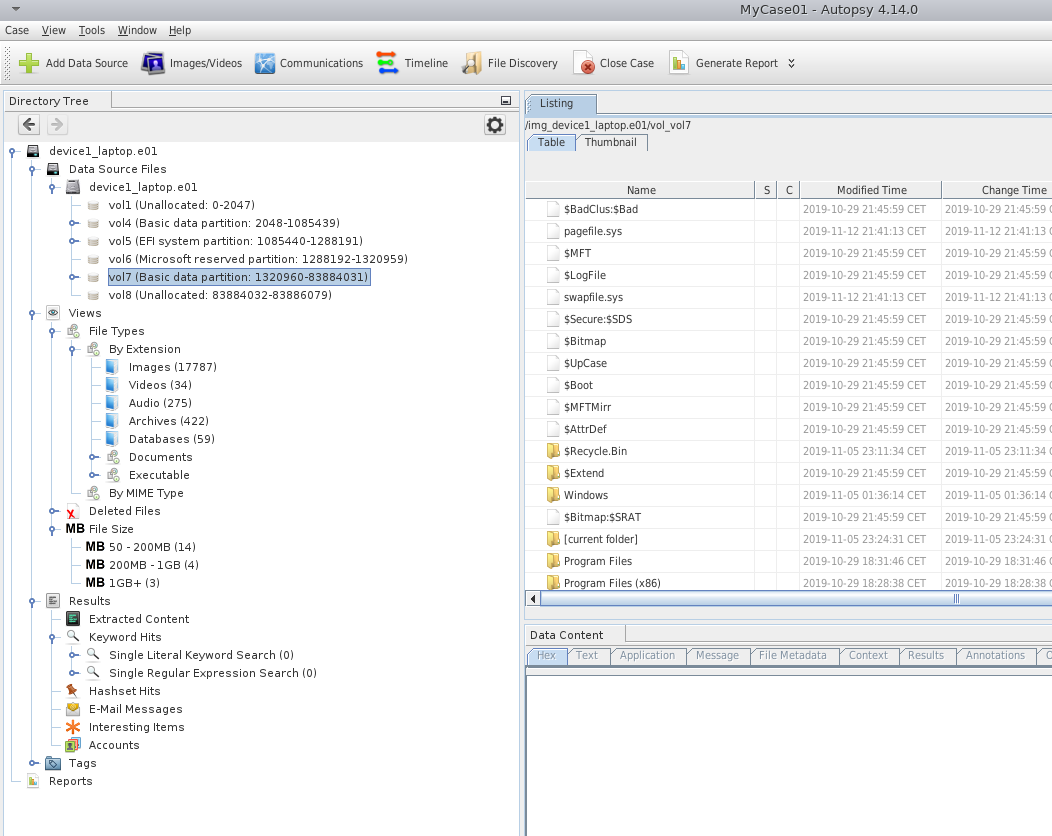 MyCase01 - Autopsy 4.14.0
Case View Tools Window Help
Add Data Source Images/Videos Communications Timeline File Discovery Close Case Generate Report
Directory Tree
device1_laptop.e01
Data Source Files
device1_laptop.e01
vol1 (Unallocated: 0-2047)
vol4 (Basic data partition: 2048-1085439)
vol5 (EFI system partition: 1085440-1288191)
vol6 (Microsoft reserved partition: 1288192-1320959)
vol7 (Basic data partition: 1320960-83884031)
vol8 (Unallocated: 83884032-83886079)
Views
File Types
By Extension
Images (17787)
Videos (34)
Audio (275)
Archives (422)
Databases (59)
Documents
Executable
By MIME Type
Deleted Files
MB File Size
MB 50 - 200MB (14)
MB 200MB - 1GB (4)
MB 1GB+ (3)
Results
Extracted Content
Keyword Hits
Single Literal Keyword Search (0)
Single Regular Expression Search (0)
Hashset Hits
E-Mail Messages
Interesting Items
Accounts
Tags
Reports
Listing
/img_device1_laptop.e01/vol_vol7
Table Thumbnail
Name S C Modified Time Change Time
$BadClus:$Bad 2019-10-29 21:45:59 CET 2019-10-29 21:45:59
pagefile.sys 2019-11-12 21:41:13 CET 2019-11-12 21:41:13
$MFT 2019-10-29 21:45:59 CET 2019-10-29 21:45:59
$LogFile 2019-10-29 21:45:59 CET 2019-10-29 21:45:59
swapfile.sys 2019-11-12 21:41:13 CET 2019-11-12 21:41:13
$Secure:$SDS 2019-10-29 21:45:59 CET 2019-10-29 21:45:59
$Bitmap 2019-10-29 21:45:59 CET 2019-10-29 21:45:59
$UpCase 2019-10-29 21:45:59 CET 2019-10-29 21:45:59
$Boot 2019-10-29 21:45:59 CET 2019-10-29 21:45:59
$MFTMirr 2019-10-29 21:45:59 CET 2019-10-29 21:45:59
$AttrDef 2019-10-29 21:45:59 CET 2019-10-29 21:45:59
$Recycle.Bin 2019-11-05 23:11:34 CET 2019-11-05 23:11:34
$Extend 2019-10-29 21:45:59 CET 2019-10-29 21:45:59
Windows 2019-11-05 01:36:14 CET 2019-11-05 01:36:14
$Bitmap:$SRAT 2019-10-29 21:45:59 CET 2019-10-29 21:45:59
[current folder] 2019-11-05 23:24:31 CET 2019-11-05 23:24:31
Program Files 2019-10-29 18:31:46 CET 2019-10-29 18:31:46
Program Files (x86) 2019-10-29 18:28:38 CET 2019-10-29 18:28:38
Data Content
Hex Text Application Message File Metadata Context Results Annotations